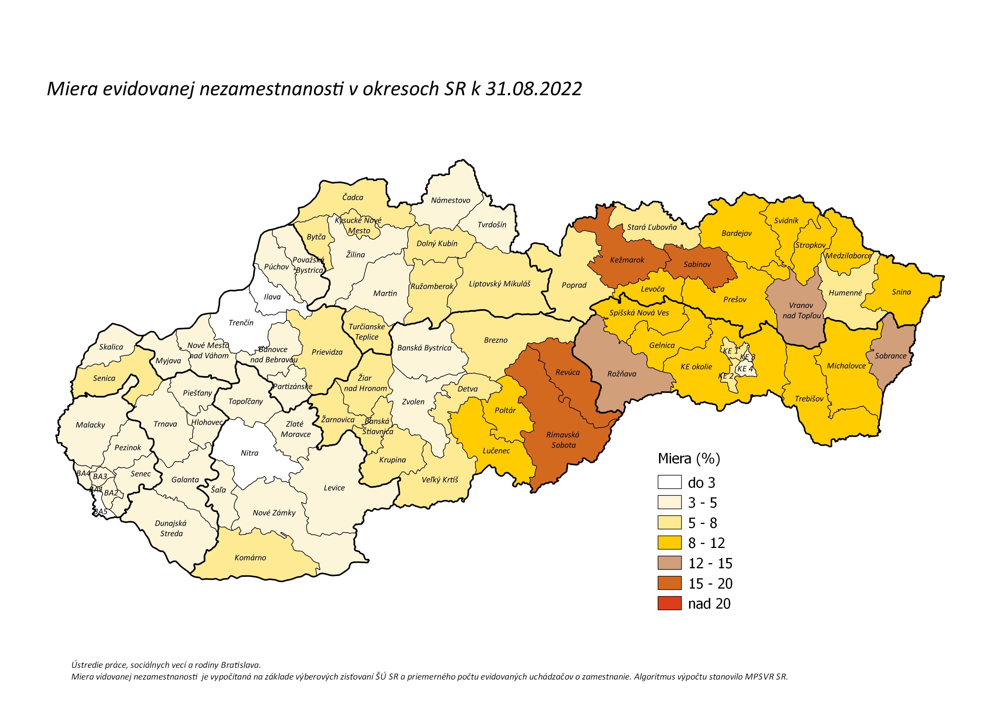 Miera evidovanej nezamestnanosti v okresoch SR k 31.08.2022
Čadca
Námestovo
Kysucké Nové
Mesto
Tvrdošín
Stará Ľubovňa
Svidník
Bardejov
Bytča
Dolný Kubín
Stropkov
Žilina
Medzilaborce
Považská
Bystrica
Púchov
Kežmarok
Sabinov
Ružomberok
Liptovský Mikuláš
Poprad
Levoča
Martin
Ilava
Prešov
Humenné
Snina
Vranov
nad Topľou
Spišská Nová Ves
Trenčín
Turčianske
Teplice
Brezno
Gelnica
Skalica
Nové Mesto
nad Váhom
Bánovce
nad Bebravou
Prievidza
Banská Bystrica
KE 1
KE 3
Sobrance
Myjava
KE okolie
KE 4
KE 2
Michalovce
Revúca
Rožňava
Senica
Žiar
nad Hronom
Partizánske
Detva
Piešťany
Topoľčany
Zvolen
Trebišov
Poltár
Malacky
Trnava
Hlohovec
Zlaté
Moravce
Žarnovica
Banská
Štiavnica
Rimavská
Sobota
Pezinok
Nitra
Lučenec
Krupina
BA4
BA3
Senec
Galanta
Veľký Krtíš
BA1
BA2
Šaľa
Levice
BA5
Nové Zámky
Dunajská
Streda
Komárno
Miera (%)
do 3
3 - 5
5 - 8
8 - 12
12 - 15
15 - 20
nad 20
Ústredie práce, sociálnych vecí a rodiny Bratislava.
Miera vidovanej nezamestnanosti je vypočítaná na základe výberových zisťovaní ŠÚ SR a priemerného počtu evidovaných uchádzačov o zamestnanie. Algoritmus výpočtu stanovilo MPSVR SR.